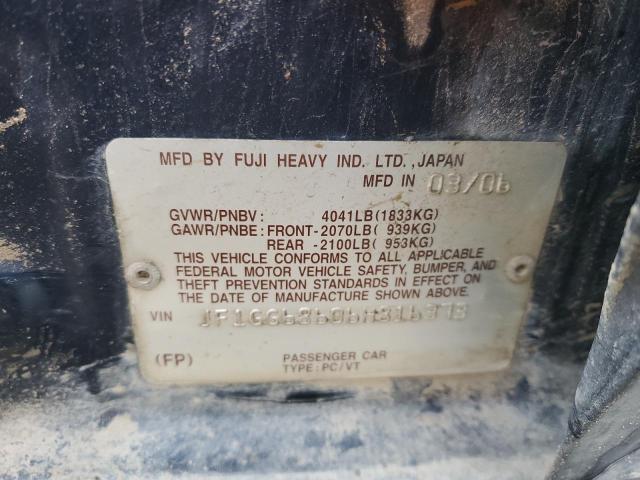 MFD BY FUJI HEAVY IND. LTD.,JAPAN
MFD IN 03/06
GVWR/PNBV: 4041LB(1833KG)
GAWR/PNBE: FRONT-2070LB( 939KG)
REAR -2100LB( 953KG)
THIS VEHICLE CONFORMS TO ALL APPLICABLE
FEDERAL MOTOR VEHICLE SAFETY, BUMPER, AND
THEFT PREVENTION STANDARDS IN EFFECT ON
THE DATE OF MANUFACTURE SHOWN ABOVE.
VIN
(FP) PASSENGER CAR
TYPE:PC/VT